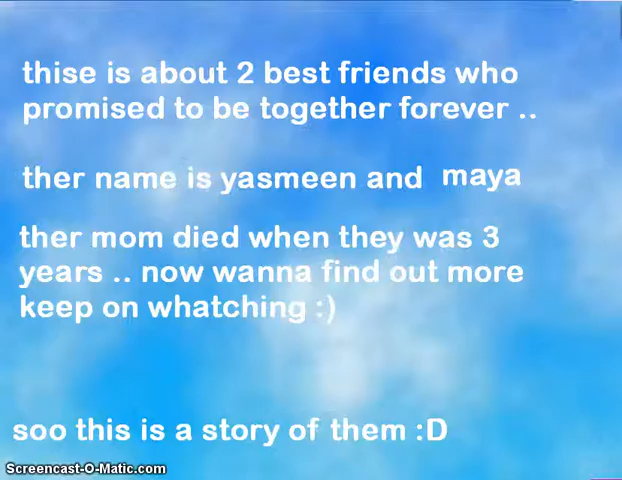 thise is about 2 best friends who
promised to be together forever ..
ther name is yasmeen and maya
ther mom died when they was 3
years .. now wanna find out more
keep on whatching :)
soo this is a story of them :D
Screencast-O-Matic.com